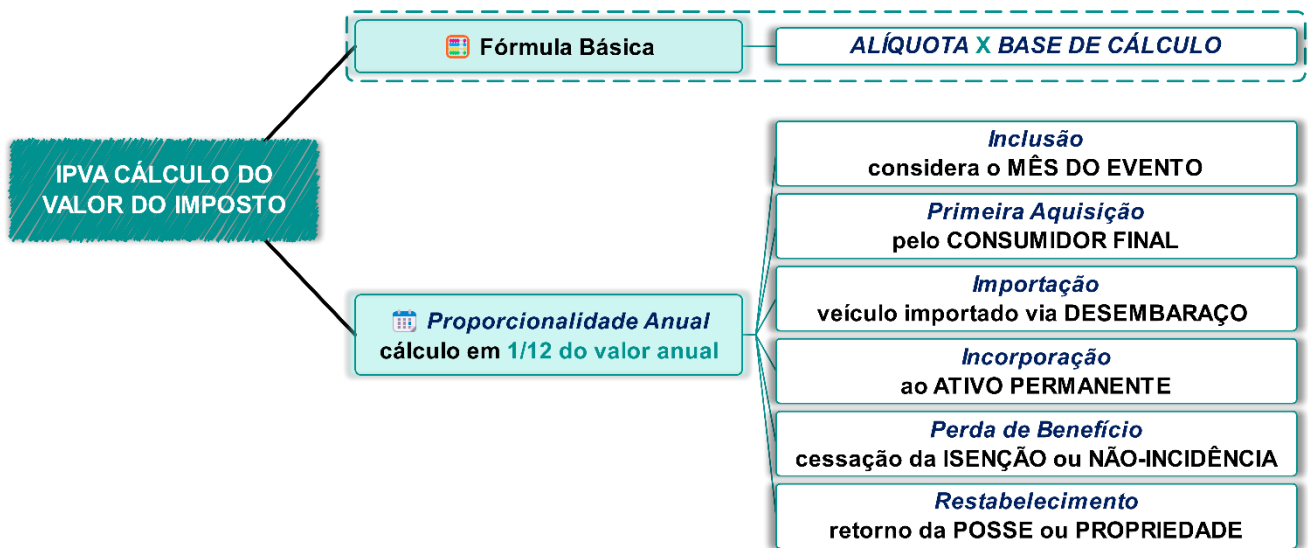 Fórmula Básica
ALÍQUOTA X BASE DE CÁLCULO
IPVA CÁLCULO DO
VALOR DO IMPOSTO
Proporcionalidade Anual
cálculo em 1/12 do valor anual
Inclusão
considera o MÊS DO EVENTO
Primeira Aquisição
pelo CONSUMIDOR FINAL
Importação
veículo importado via DESEMBARAÇO
Incorporação
ao ATIVO PERMANENTE
Perda de Benefício
cessação da ISENÇÃO ou NÃO-INCIDÊNCIA
Restabelecimento
retorno da POSSE ou PROPRIEDADE